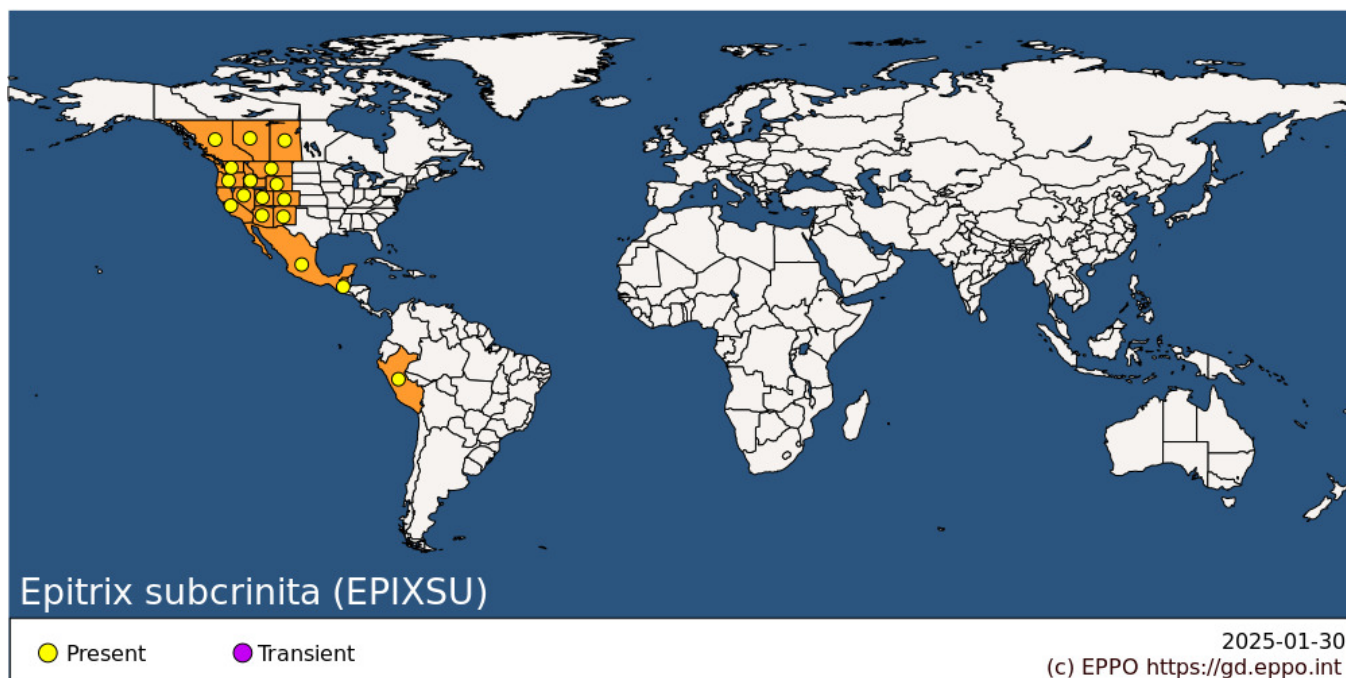 Epitrix subcrinita (EPIXSU)
Present
Transient
2025-01-30
(c) EPPO https://gd.eppo.int